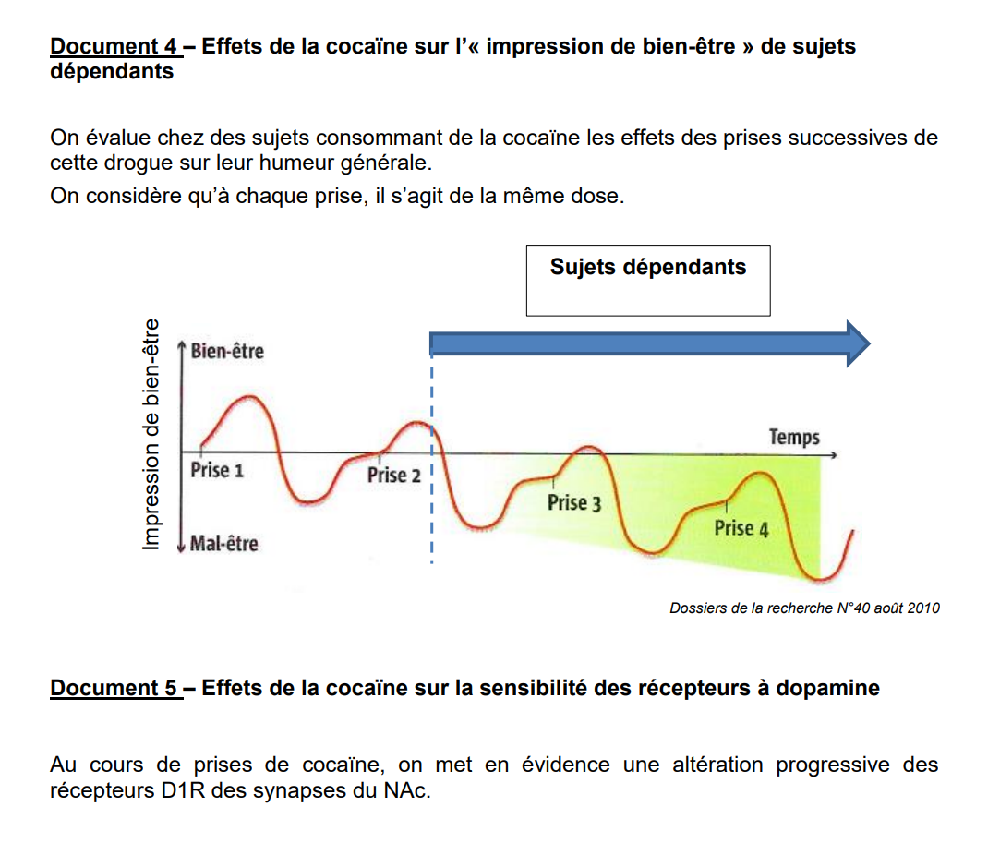 Document 4 – Effets de la cocaïne sur l’« impression de bien-être » de sujets
dépendants
On évalue chez des sujets consommant de la cocaïne les effets des prises successives de
cette drogue sur leur humeur générale.
On considère qu’à chaque prise, il s’agit de la même dose.
Sujets dépendants
Impression de bien-être
Bien-être
Temps
Prise 1
Prise 2
Prise 3
Prise 4
Mal-être
Dossiers de la recherche N°40 août 2010
Document 5 – Effets de la cocaïne sur la sensibilité des récepteurs à dopamine
Au cours de prises de cocaïne, on met en évidence une altération progressive des
récepteurs D1R des synapses du NAc.